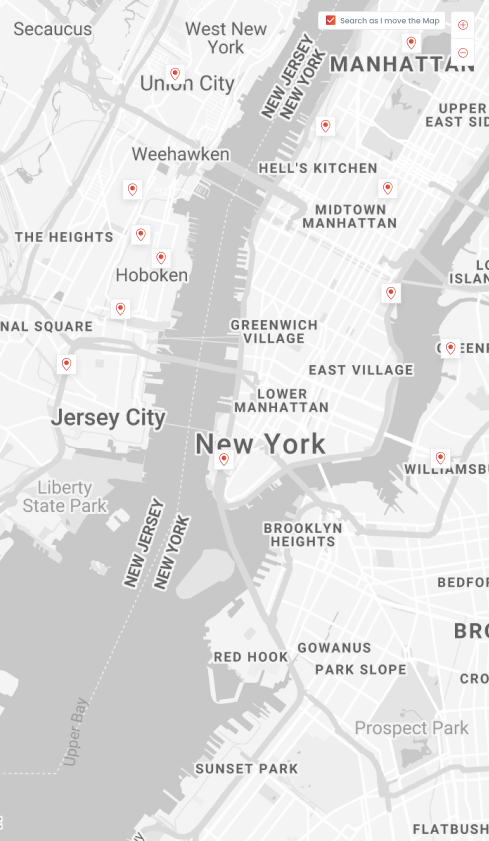 Secaucus
West New
York
Search as I move the Map
MANHATTAN
Union City
NEW JERSEY
NEW YORK
UPPER
EAST SID
Weehawken
HELL'S KITCHEN
MIDTOWN
MANHATTAN
THE HEIGHTS
Hoboken
LO
ISLAN
NAL SQUARE
GREENWICH
VILLAGE
EAST VILLAGE
LOWER
MANHATTAN
Jersey City
New York
WILLIAMSBU
Liberty
State Park
NEW JERSEY
NEW YORK
BROOKLYN
HEIGHTS
BEDFOR
BRO
GOWANUS
RED HOOK
PARK SLOPE
CRO
Upper Bay
Prospect Park
SUNSET PARK
FLATBUSH